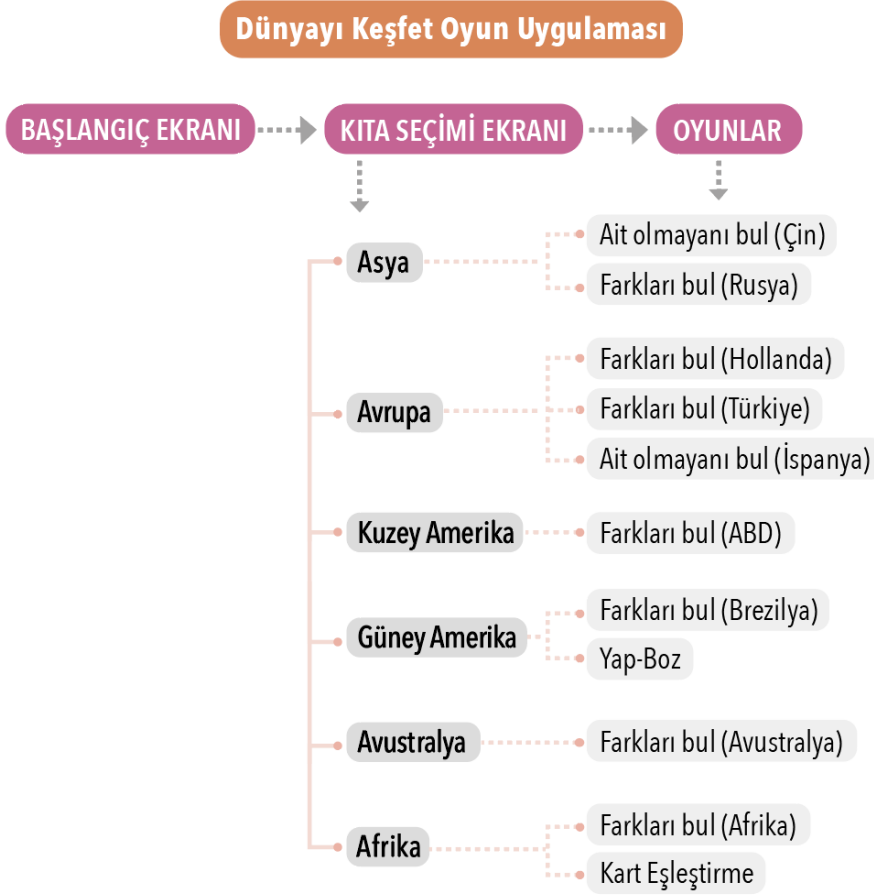 Dünyayı Keşfet Oyun Uygulaması
BAŞLANGIÇ EKRANI
KITA SEÇİMİ EKRANI
OYUNLAR
Asya
Ait olmayanı bul (Çin)
Farkları bul (Rusya)
Avrupa
Farkları bul (Hollanda)
Farkları bul (Türkiye)
Ait olmayanı bul (İspanya)
Kuzey Amerika
Farkları bul (ABD)
Güney Amerika
Farkları bul (Brezilya)
Yap-Boz
Avustralya
Farkları bul (Avustralya)
Afrika
Farkları bul (Afrika)
Kart Eşleştirme